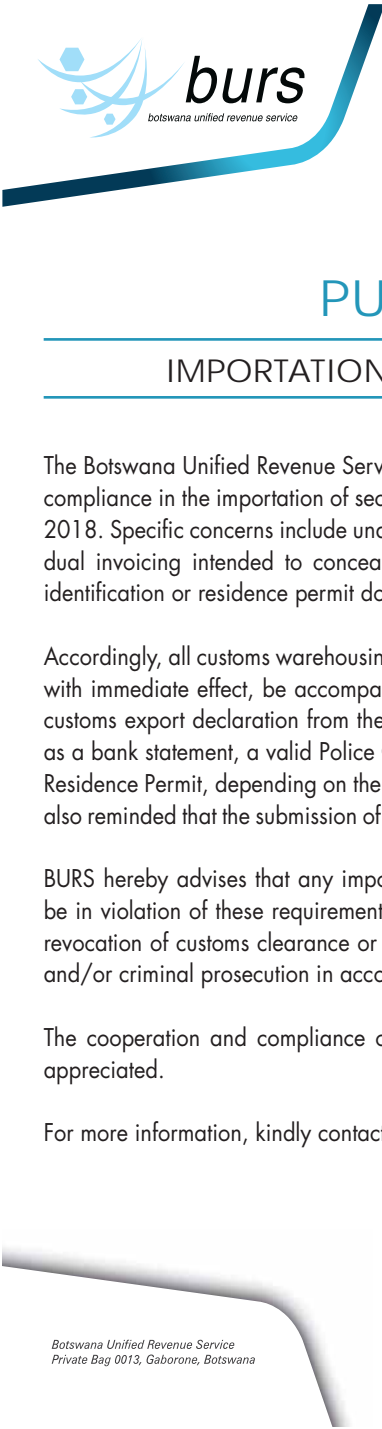 burs
botswana unified revenue service
PU
IMPORTATION
The Botswana Unified Revenue Serv
compliance in the importation of sec
2018. Specific concerns include und
dual invoicing intended to concea
identification or residence permit do
Accordingly, all customs warehousin
with immediate effect, be accompa
customs export declaration from the
as a bank statement, a valid Police
Residence Permit, depending on the
also reminded that the submission of
BURS hereby advises that any impo
be in violation of these requirement
revocation of customs clearance or
and/or criminal prosecution in acco
The cooperation and compliance o
appreciated.
For more information, kindly contact
Botswana Unified Revenue Service
Private Bag 0013, Gaborone, Botswana